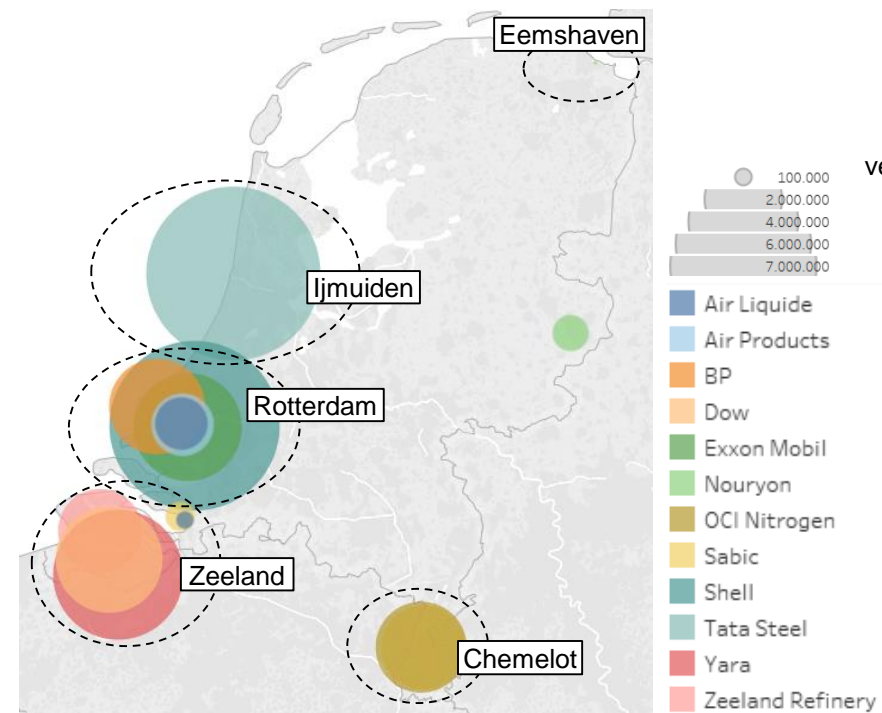 Eemshaven
Ijmuiden
Rotterdam
Zeeland
Chemelot
ve
100.000
2.000.000
4.000.000
6.000.000
7.000.000
Air Liquide
Air Products
BP
Dow
Exxon Mobil
Nouryon
OCI Nitrogen
Sabic
Shell
Tata Steel
Yara
Zeeland Refinery